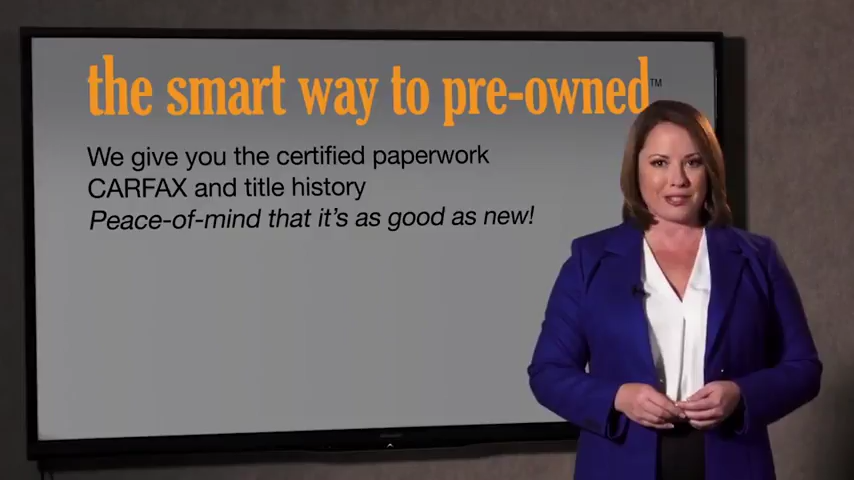 the smart way to pre-owned™
We give you the certified paperwork
CARFAX and title history
Peace-of-mind that it's as good as new!